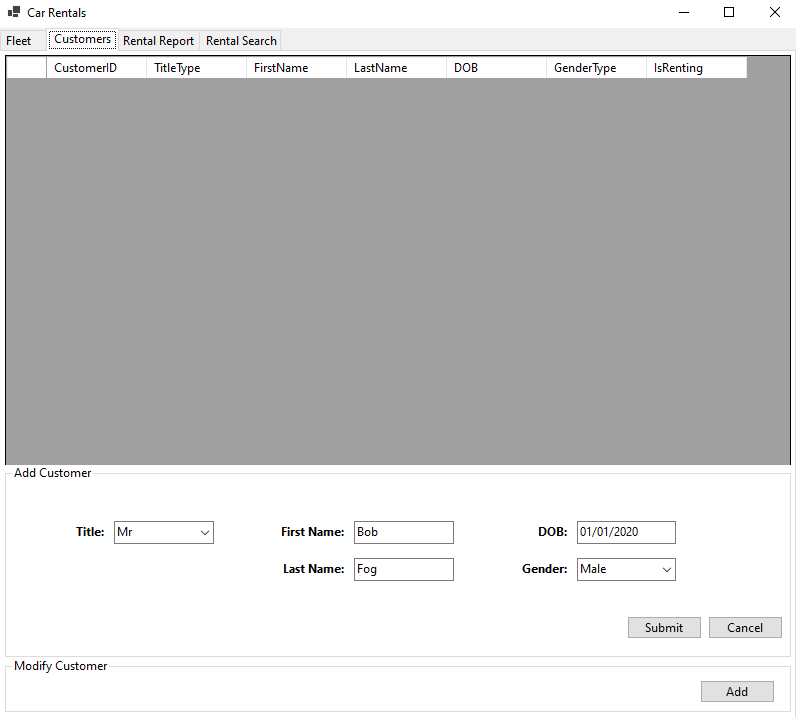 Car Rentals
Fleet Customers Rental Report Rental Search
CustomerID TitleType FirstName LastName DOB GenderType IsRenting
Add Customer
Title: Mr First Name: Bob DOB: 01/01/2020
Last Name: Fog Gender: Male
Submit Cancel
Modify Customer
Add